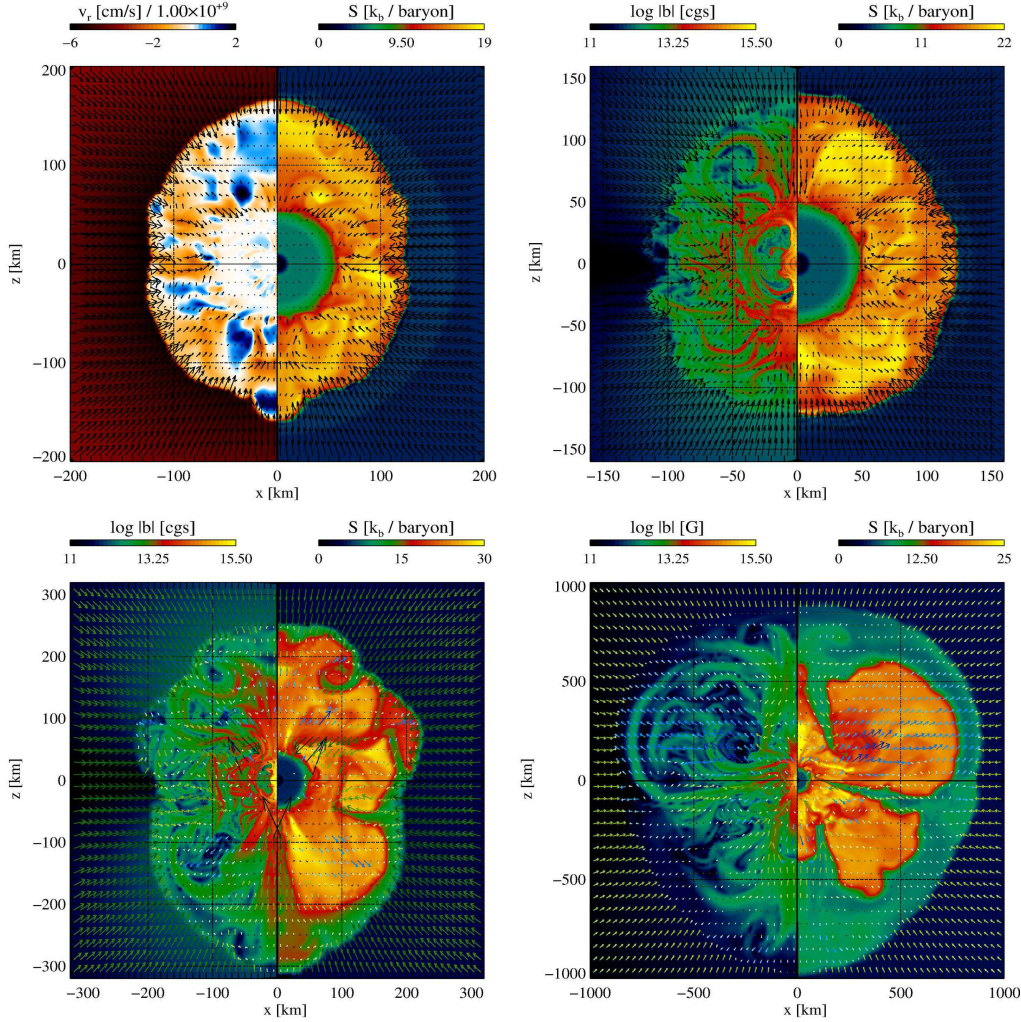 v_r [cm/s] / 1.00×10^+9 S [k_b / baryon]
−6 −2 2 0 9.50 19
200
100
0
−100
−200
z [km]
−200 −100 0 100 200
x [km]
log |b| [cgs] S [k_b / baryon]
11 13.25 15.50 0 11 22
150
100
50
0
−50
−100
−150
z [km]
−150 −100 −50 0 50 100 150
x [km]
log |b| [cgs] S [k_b / baryon]
11 13.25 15.50 0 15 30
300
200
100
0
−100
−200
−300
z [km]
−300 −200 −100 0 100 200 300
x [km]
log |b| [G] S [k_b / baryon]
11 13.25 15.50 0 12.50 25
1000
500
0
−500
−1000
z [km]
−1000 −500 0 500 1000
x [km]